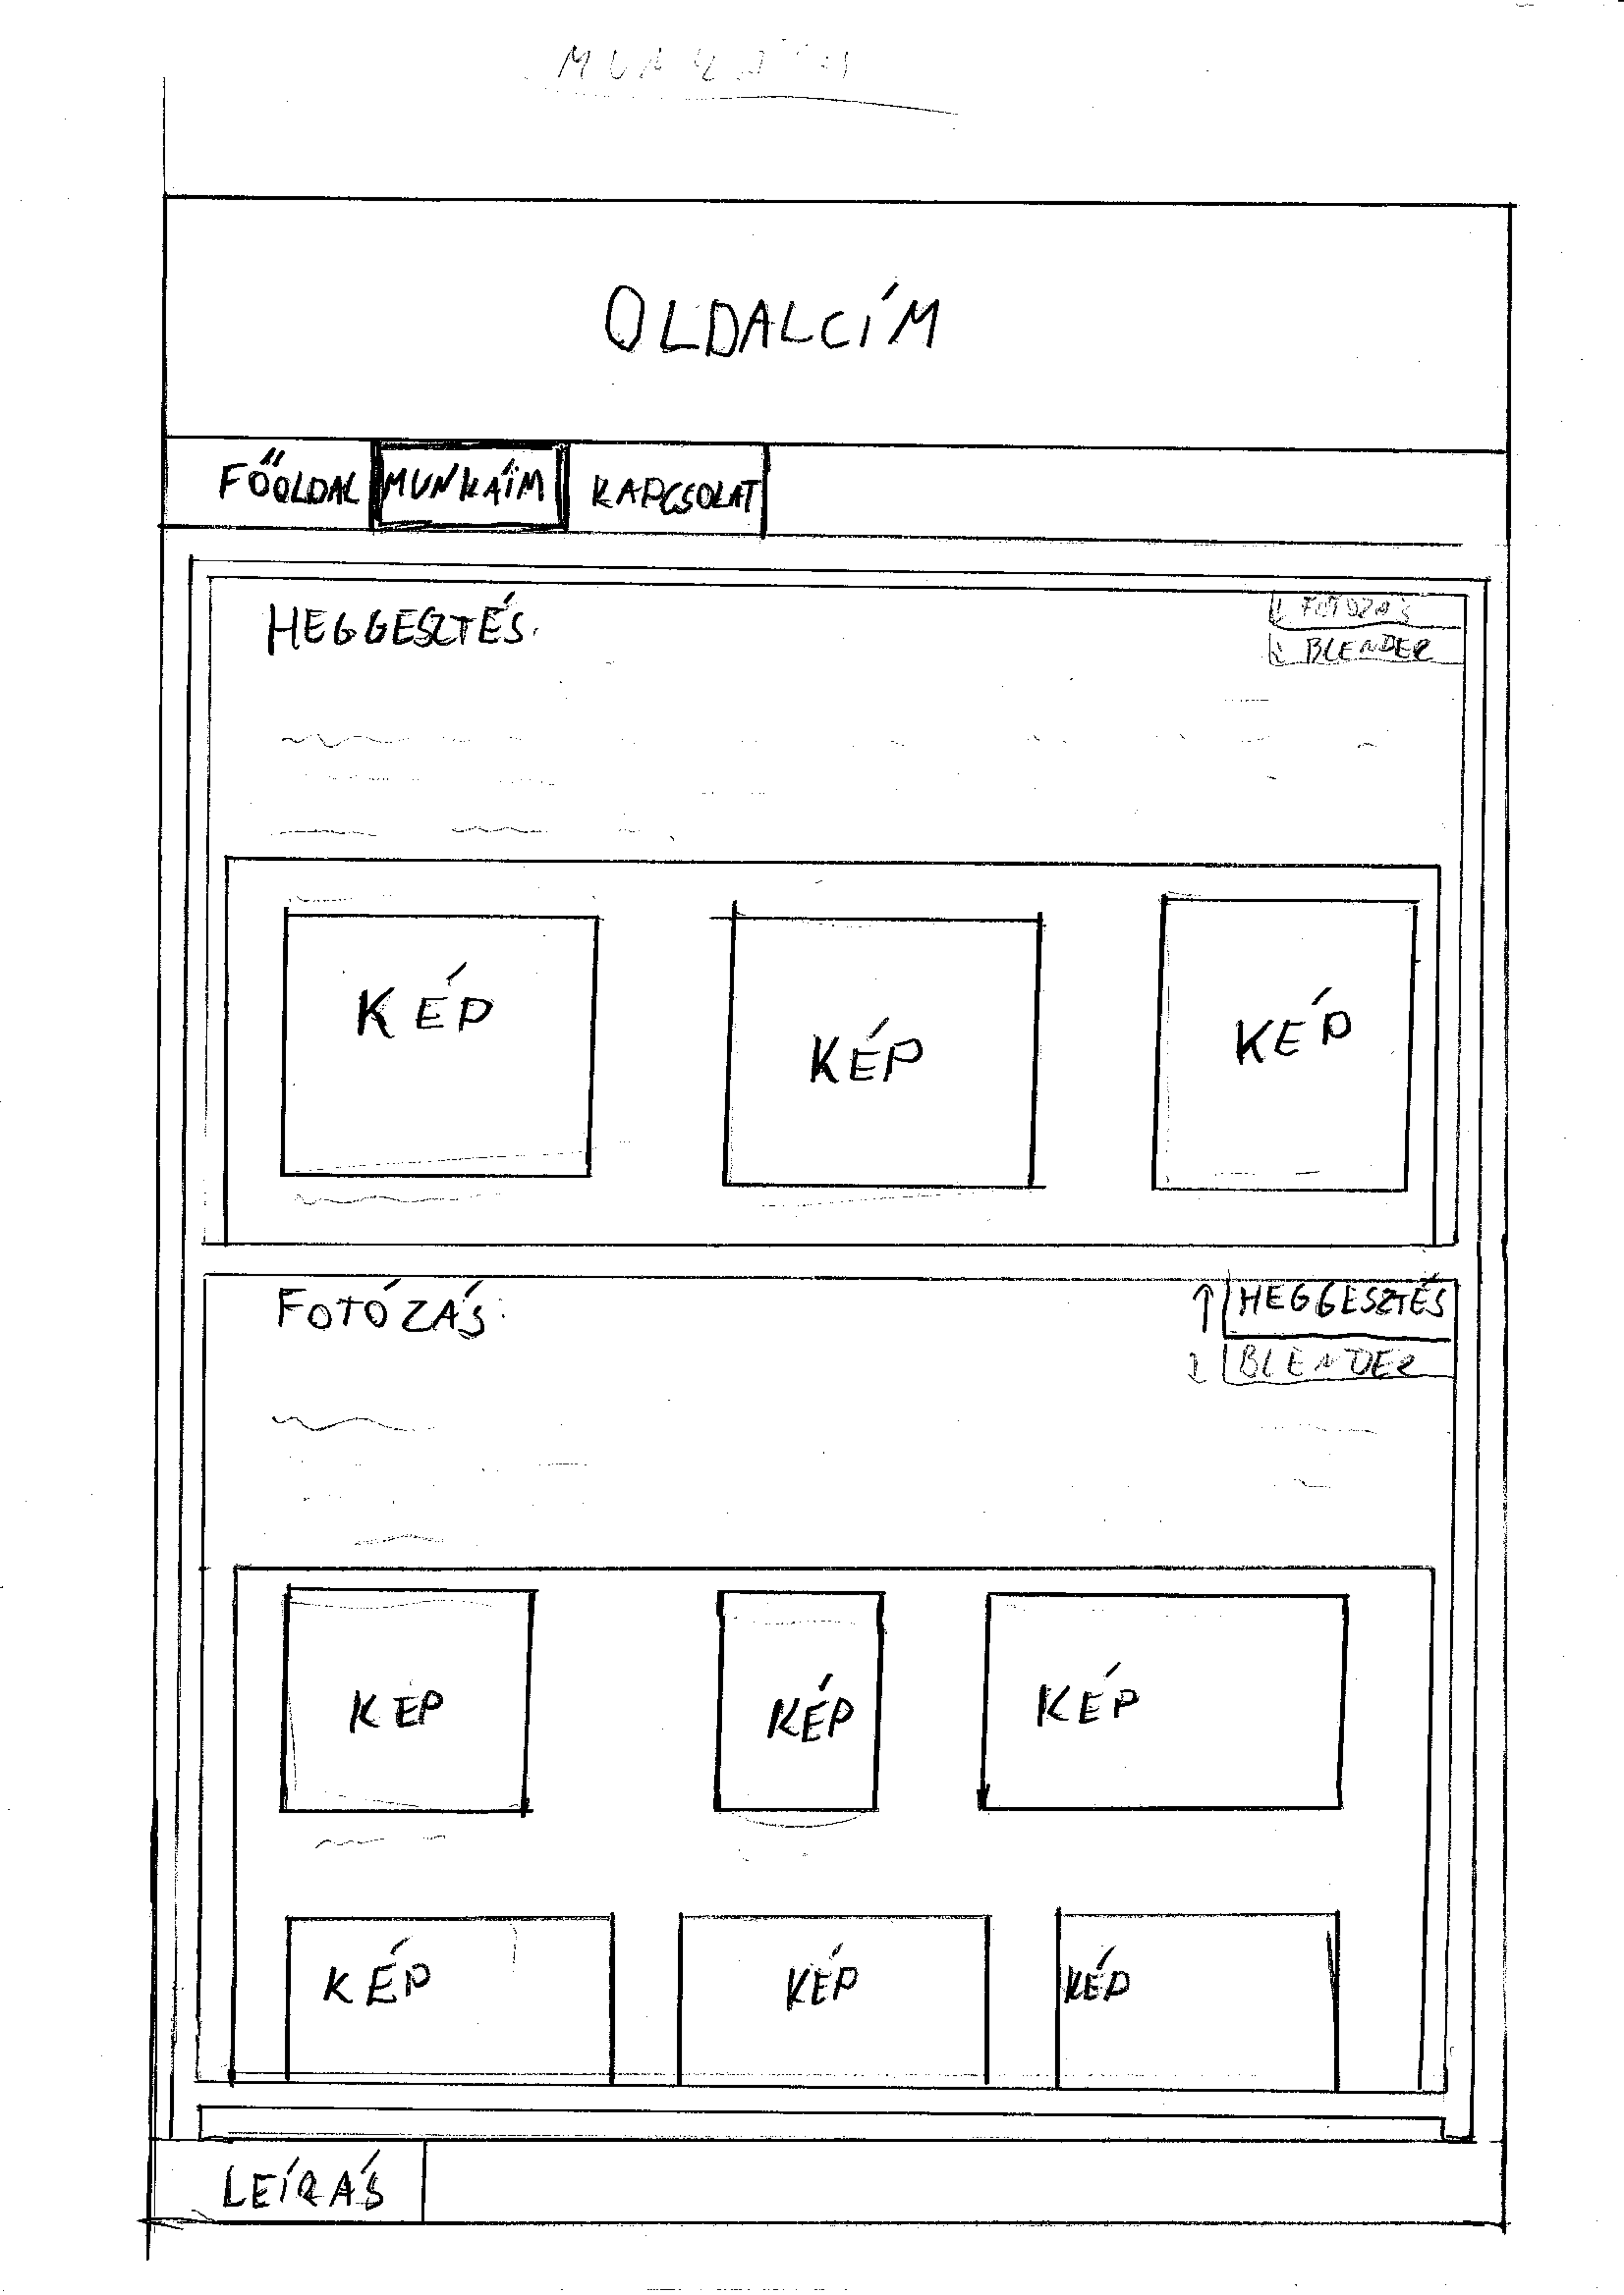 OLDALCÍM
FŐOLDAL MUNKÁIM KAPCSOLAT
HEGGESZTÉS.
↓ FOTÓZÁS
↓ BLENDER
KÉP KÉP KÉP
FOTÓZÁS:
↑ HEGGESZTÉS
↓ BLENDER
KÉP KÉP KÉP
KÉP KÉP KÉP
LEÍRÁS